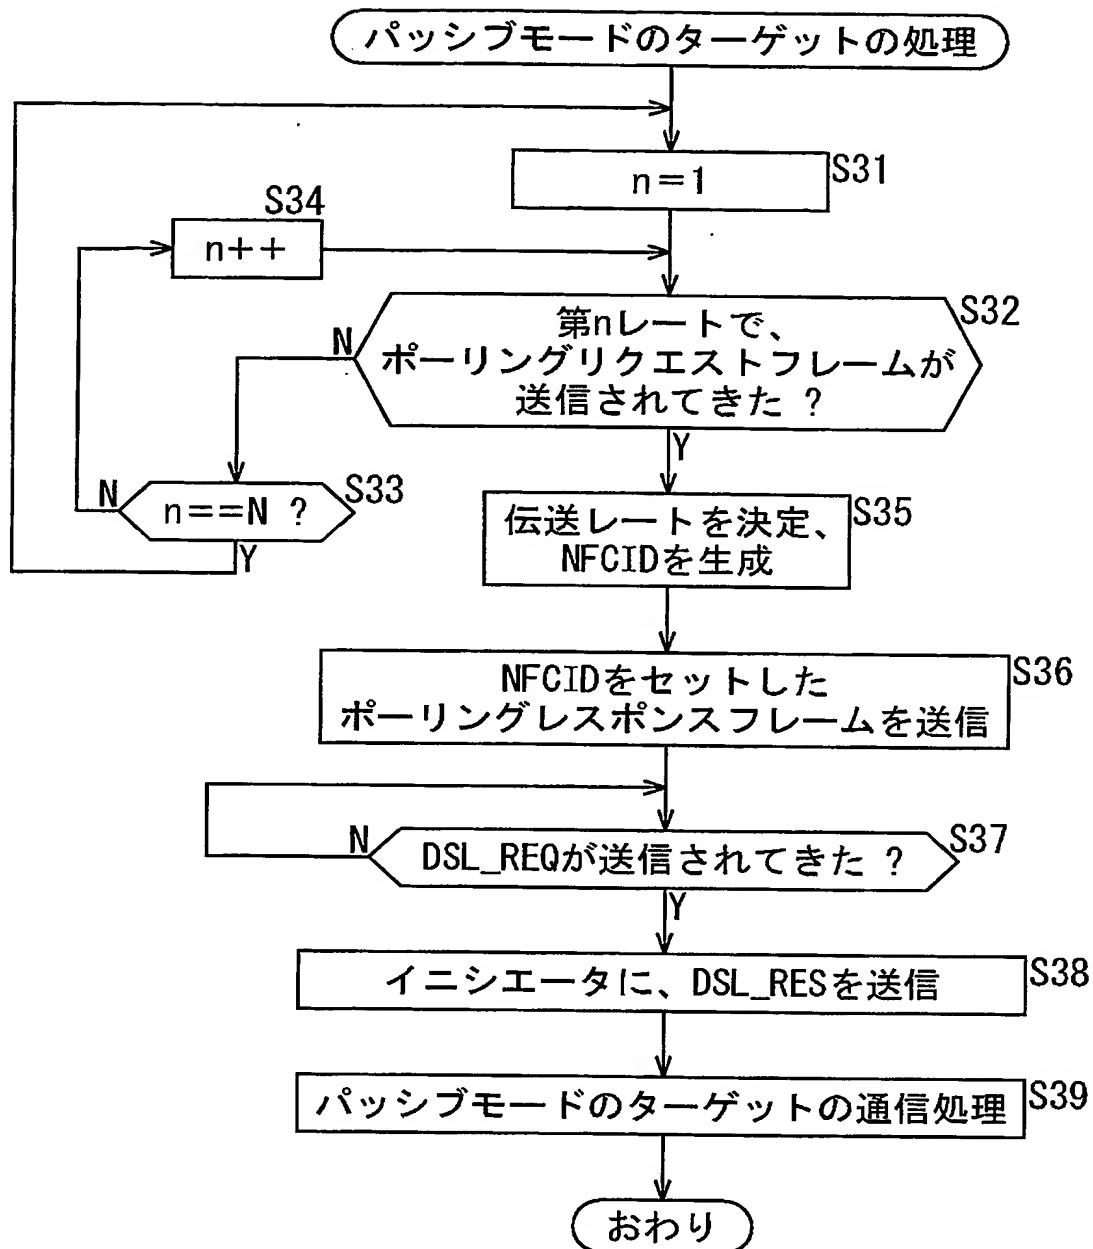 パッシブモードのターゲットの処理
n=1
S31
S34
n++
S32
第nレートで、
ポーリングリクエストフレームが
送信されてきた ?
N
Y
N
n==N ?
S33
Y
伝送レートを決定、
NFCIDを生成
S35
NFCIDをセットした
ポーリングレスポンスフレームを送信
S36
N
DSL_REQが送信されてきた ?
S37
Y
イニシエータに、DSL_RESを送信
S38
パッシブモードのターゲットの通信処理
S39
おわり